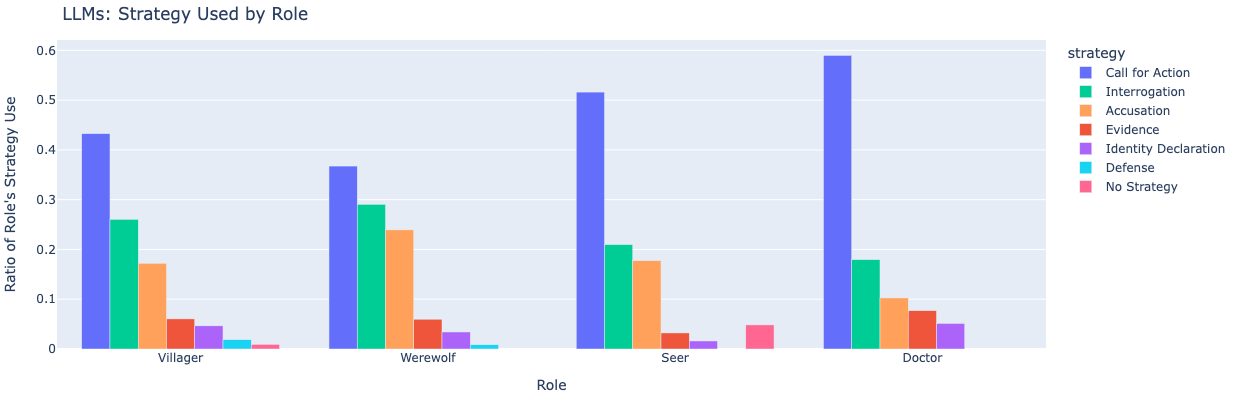 LLMs: Strategy Used by Role
Ratio of Role's Strategy Use
0.6
0.5
0.4
0.3
0.2
0.1
0
Villager
Werewolf
Seer
Doctor
Role
strategy
Call for Action
Interrogation
Accusation
Evidence
Identity Declaration
Defense
No Strategy